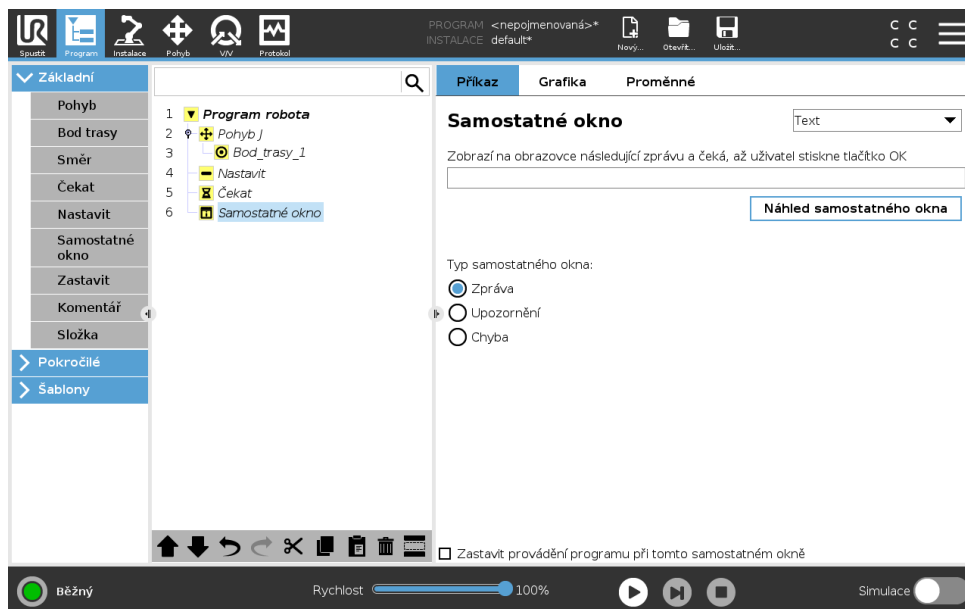 PROGRAM <nepojmenovaná>*
INSTALACE default*
Spustit
Program
Instalace
Pohyb
V/V
Protokol
Nový...
Otevřít...
Uložit...
C C
C C
Základní
Pohyb
Bod trasy
Směr
Čekat
Nastavit
Samostatné
okno
Zastavit
Komentář
Složka
Pokročilé
Šablony
1 Program robota
2 Pohyb J
3 Bod_trasy_1
4 Nastavit
5 Čekat
6 Samostatné okno
Příkaz Grafika Proměnné
Samostatné okno
Text
Zobrazí na obrazovce následující zprávu a čeká, až uživatel stiskne tlačítko OK
Náhled samostatného okna
Typ samostatného okna:
Zpráva
Upozornění
Chyba
Zastavit provádění programu při tomto samostatném okně
Běžný
Rychlost 100%
Simulace